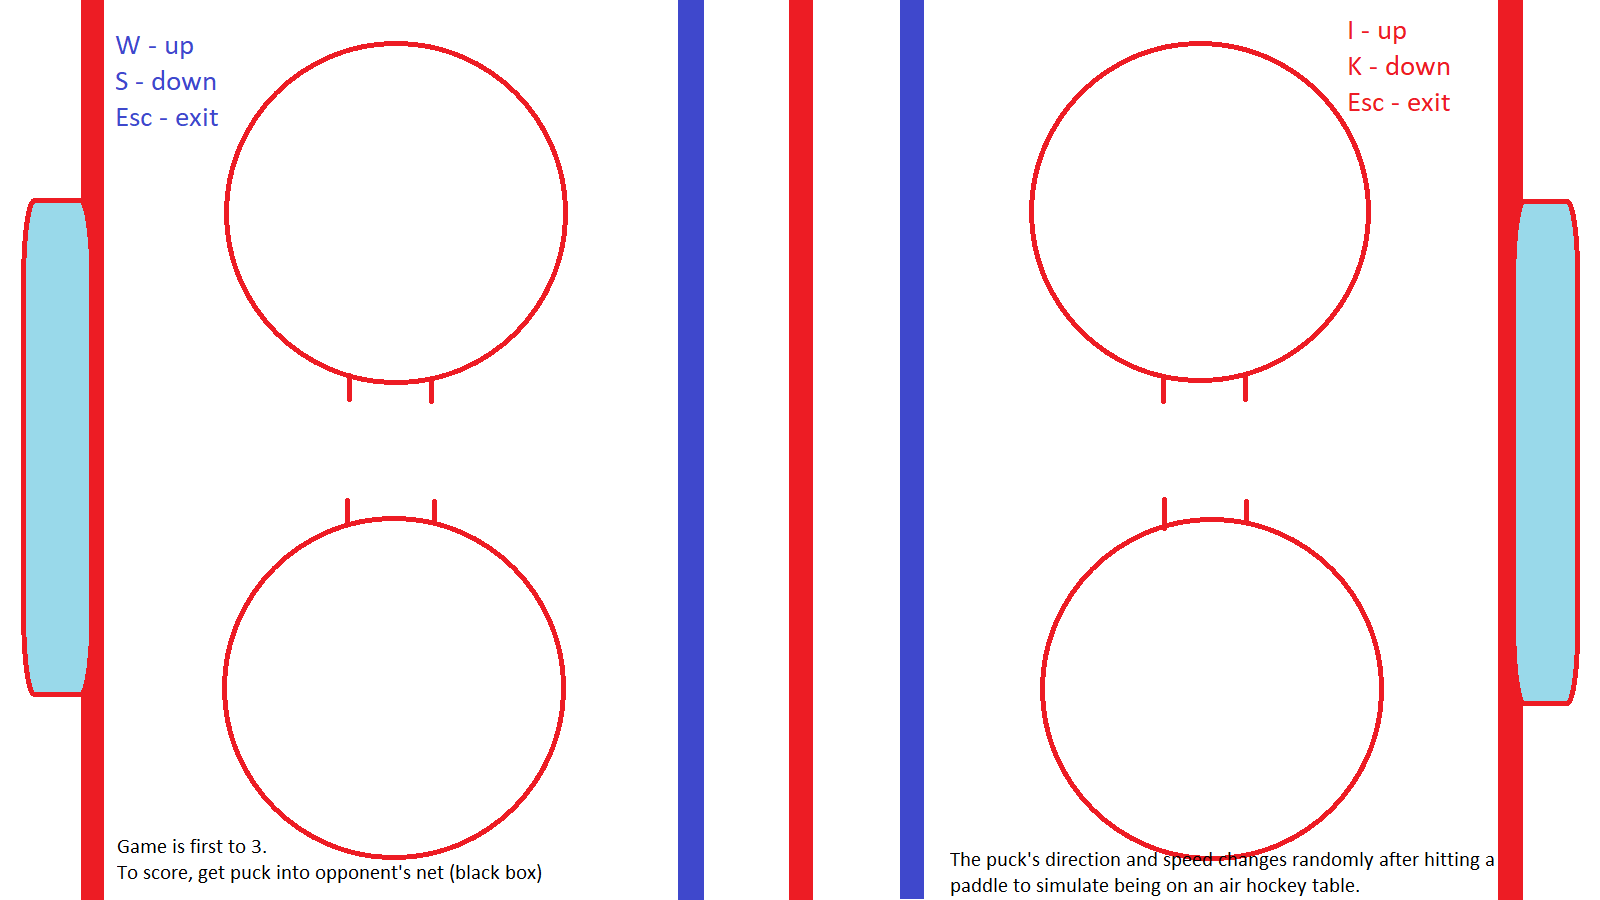 W - up
S - down
Esc - exit
I - up
K - down
Esc - exit
Game is first to 3.
To score, get puck into opponent's net (black box)
The puck's direction and speed changes randomly after hitting a
paddle to simulate being on an air hockey table.